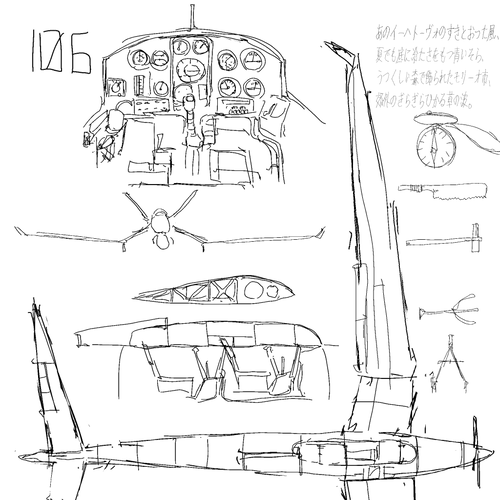 106
あのイーハトーヴォのすきとおった風、
夏でも底に冷たさをもつ青いそら、
うつくしい森で飾られたモリーオ市、
郊外のぎらぎらひかる草の波。